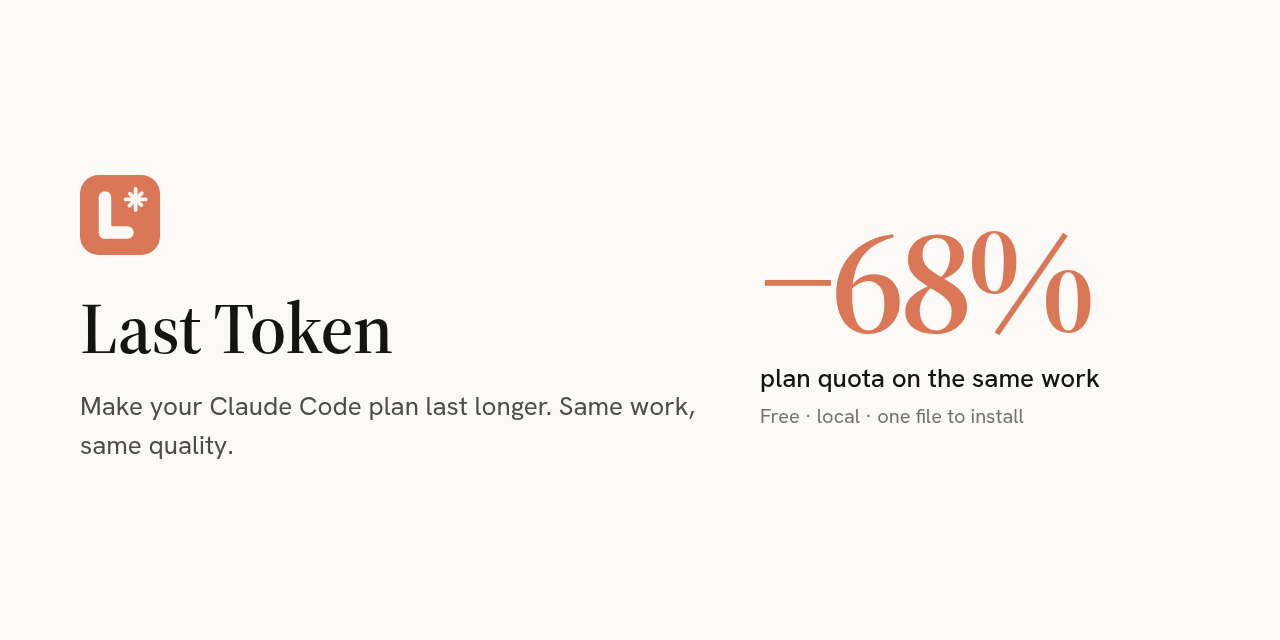 L*
Last Token
Make your Claude Code plan last longer. Same work,
same quality.
−68%
plan quota on the same work
Free · local · one file to install